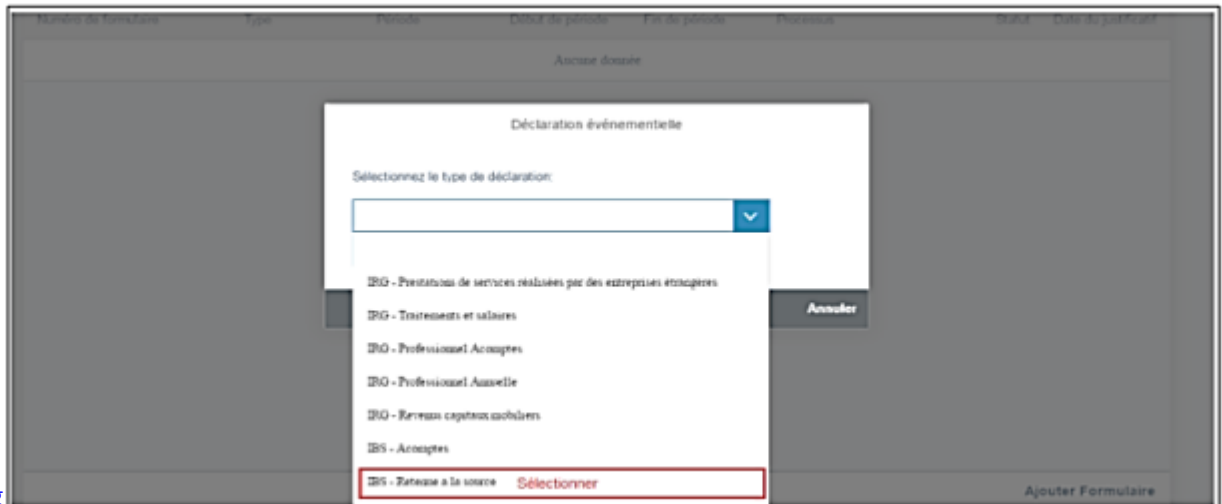 Numéro de formulaire Type Période Début de période Fin de période Processus Statut Date du justificatif
Aucune donnée
Déclaration événementielle
Sélectionnez le type de déclaration:
IRG - Prestations de services réalisées par des entreprises étrangères
IRG - Traitements et salaires
IRG - Professionnel Acomptes
IRG - Professionnel Annuelle
IRG - Revenus capitaux mobiliers
IBS - Acomptes
IBS - Retenue a la source Sélectionner
Annuler
Ajouter Formulaire